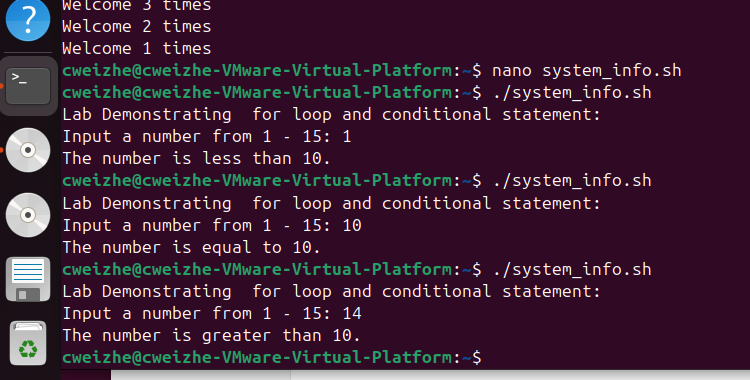 Welcome 3 times
Welcome 2 times
Welcome 1 times
cweizhe@cweizhe-VMware-Virtual-Platform:~$ nano system_info.sh
cweizhe@cweizhe-VMware-Virtual-Platform:~$ ./system_info.sh
Lab Demonstrating  for loop and conditional statement:
Input a number from 1 - 15: 1
The number is less than 10.
cweizhe@cweizhe-VMware-Virtual-Platform:~$ ./system_info.sh
Lab Demonstrating  for loop and conditional statement:
Input a number from 1 - 15: 10
The number is equal to 10.
cweizhe@cweizhe-VMware-Virtual-Platform:~$ ./system_info.sh
Lab Demonstrating  for loop and conditional statement:
Input a number from 1 - 15: 14
The number is greater than 10.
cweizhe@cweizhe-VMware-Virtual-Platform:~$